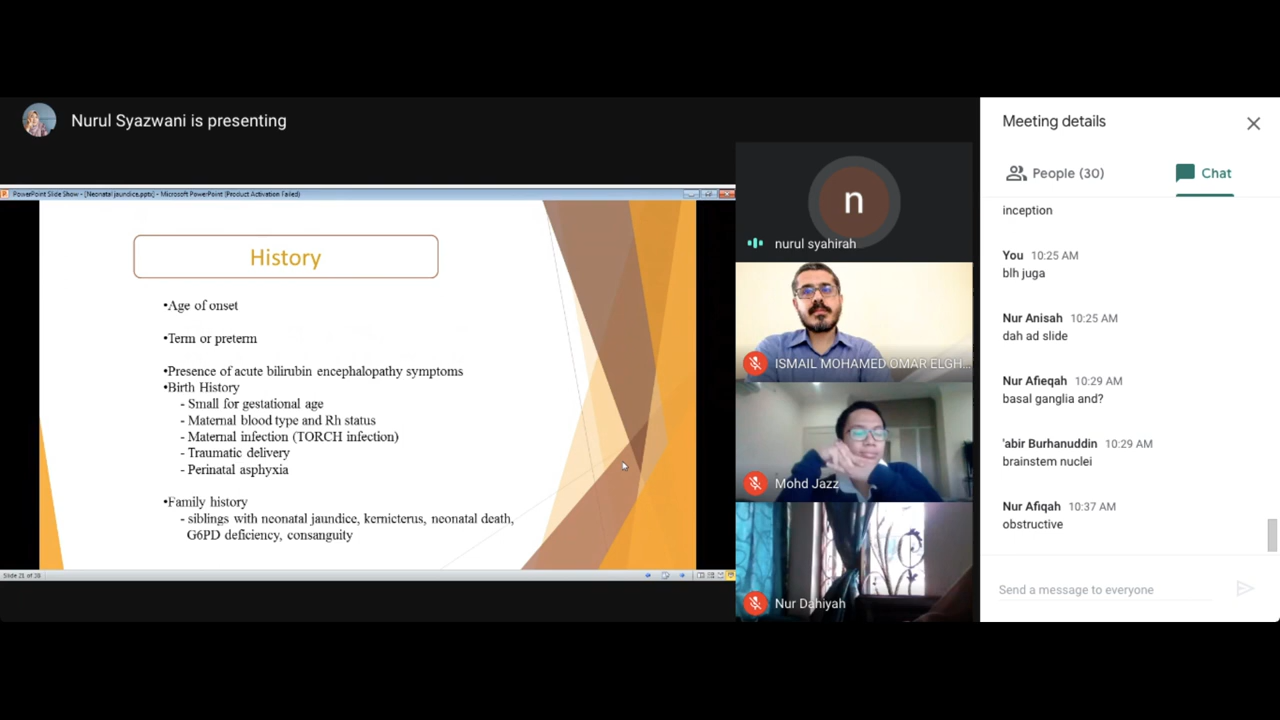 Nurul Syazwani is presenting
PowerPoint Slide Show - [Neonatal jaundice.pptx] - Microsoft PowerPoint (Product Activation Failed)
History
•Age of onset
•Term or preterm
•Presence of acute bilirubin encephalopathy symptoms
•Birth History
- Small for gestational age
- Maternal blood type and Rh status
- Maternal infection (TORCH infection)
- Traumatic delivery
- Perinatal asphyxia
•Family history
- siblings with neonatal jaundice, kernicterus, neonatal death,
G6PD deficiency, consanguity
n
nurul syahirah
ISMAIL MOHAMED OMAR ELGH...
Mohd Jazz
Nur Dahiyah
Meeting details
People (30)
Chat
inception
You 10:25 AM
blh juga
Nur Anisah 10:25 AM
dah ad slide
Nur Afieqah 10:29 AM
basal ganglia and?
'abir Burhanuddin 10:29 AM
brainstem nuclei
Nur Afiqah 10:37 AM
obstructive
Send a message to everyone